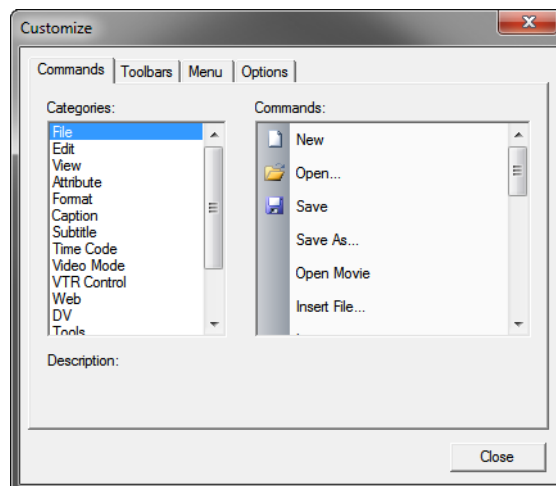 Customize
Commands Toolbars Menu Options
Categories:
File
Edit
View
Attribute
Format
Caption
Subtitle
Time Code
Video Mode
VTR Control
Web
DV
Tools
Commands:
New
Open...
Save
Save As...
Open Movie
Insert File...
Description:
Close